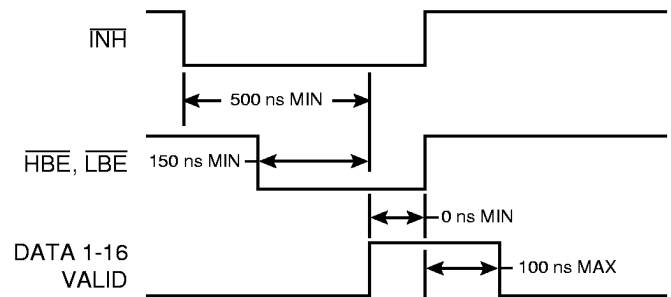 INH
500 ns MIN
HBE, LBE
150 ns MIN
0 ns MIN
DATA 1-16
VALID
100 ns MAX